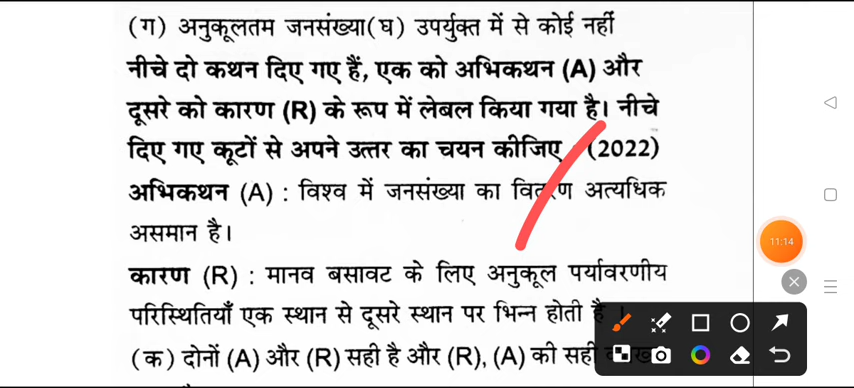 (ग) अनुकूलतम जनसंख्या(घ) उपर्युक्त में से कोई नहीं
नीचे दो कथन दिए गए हैं, एक को अभिकथन (A) और
दूसरे को कारण (R) के रूप में लेबल किया गया है। नीचे
दिए गए कूटों से अपने उत्तर का चयन कीजिए (2022)
अभिकथन (A) : विश्व में जनसंख्या का वितरण अत्यधिक
असमान है।
कारण (R) : मानव बसावट के लिए अनुकूल पर्यावरणीय
परिस्थितियाँ एक स्थान से दूसरे स्थान पर भिन्न होती है
(क) दोनों (A) और (R) सही है और (R), (A) की सही
11:14